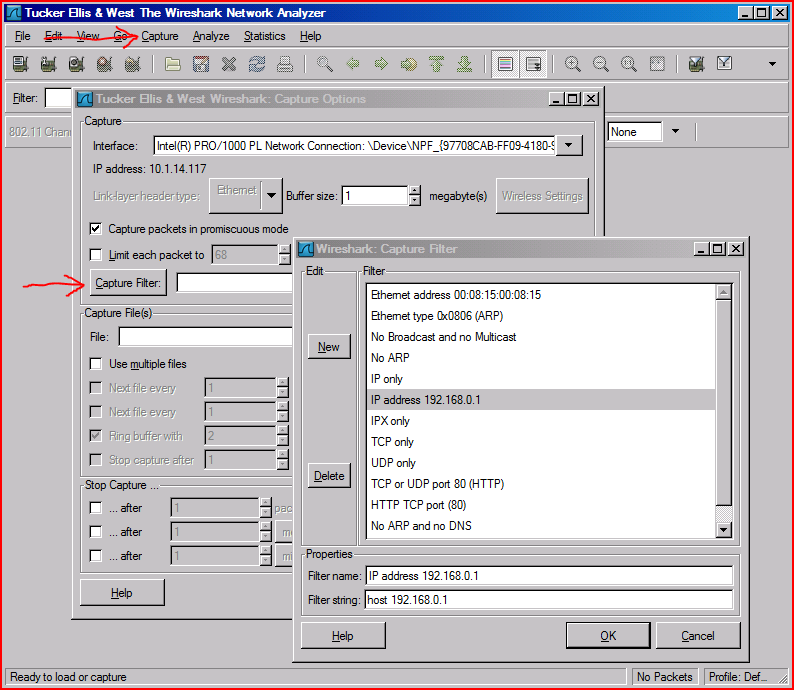 Tucker Ellis & West The Wireshark Network Analyzer
File Edit View Go Capture Analyze Statistics Help
Filter:
Tucker Ellis & West Wireshark: Capture Options
802.11 Chann
None
Capture
Interface: Intel(R) PRO/1000 PL Network Connection: \Device\NPF_{97708CAB-FF09-4180-9
IP address: 10.1.14.117
Link-layer header type: Ethernet Buffer size: 1 megabyte(s) Wireless Settings
Capture packets in promiscuous mode
Limit each packet to 68
Capture Filter:
Capture File(s)
File:
Use multiple files
Next file every 1
Next file every 1
Ring buffer with 2
Stop capture after 1
Stop Capture ...
... after 1 pac
... after 1 me
... after 1 mi
Help
Wireshark: Capture Filter
Edit
New
Delete
Filter
Ethernet address 00:08:15:00:08:15
Ethernet type 0x0806 (ARP)
No Broadcast and no Multicast
No ARP
IP only
IP address 192.168.0.1
IPX only
TCP only
UDP only
TCP or UDP port 80 (HTTP)
HTTP TCP port (80)
No ARP and no DNS
Properties
Filter name: IP address 192.168.0.1
Filter string: host 192.168.0.1
Help OK Cancel
Ready to load or capture No Packets Profile: Def...